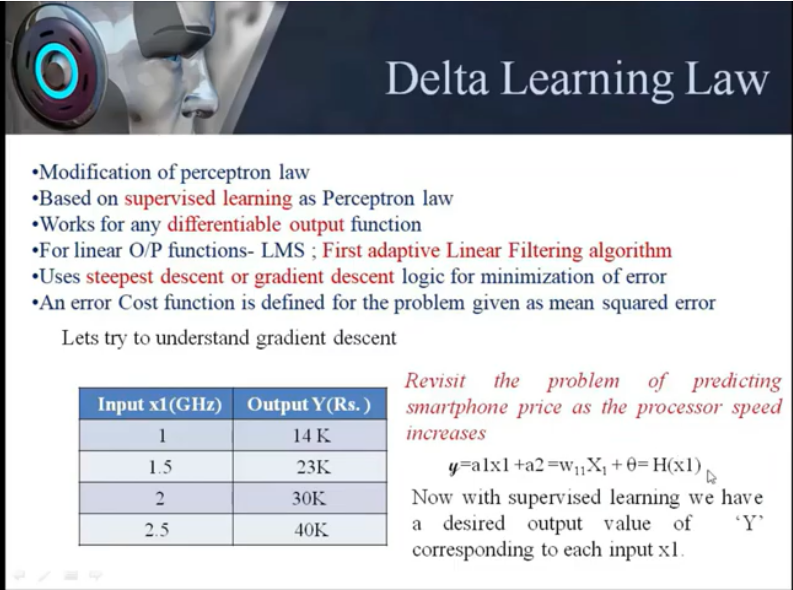 Delta Learning Law
•Modification of perceptron law
•Based on supervised learning as Perceptron law
•Works for any differentiable output function
•For linear O/P functions- LMS ; First adaptive Linear Filtering algorithm
•Uses steepest descent or gradient descent logic for minimization of error
•An error Cost function is defined for the problem given as mean squared error
Lets try to understand gradient descent
Input x1(GHz) Output Y(Rs. )
1 14 K
1.5 23K
2 30K
2.5 40K
Revisit the problem of predicting
smartphone price as the processor speed
increases
y=a1x1 +a2 =w₁₁X₁ + θ= H(x1)
Now with supervised learning we have
a desired output value of ‘Y’
corresponding to each input x1.